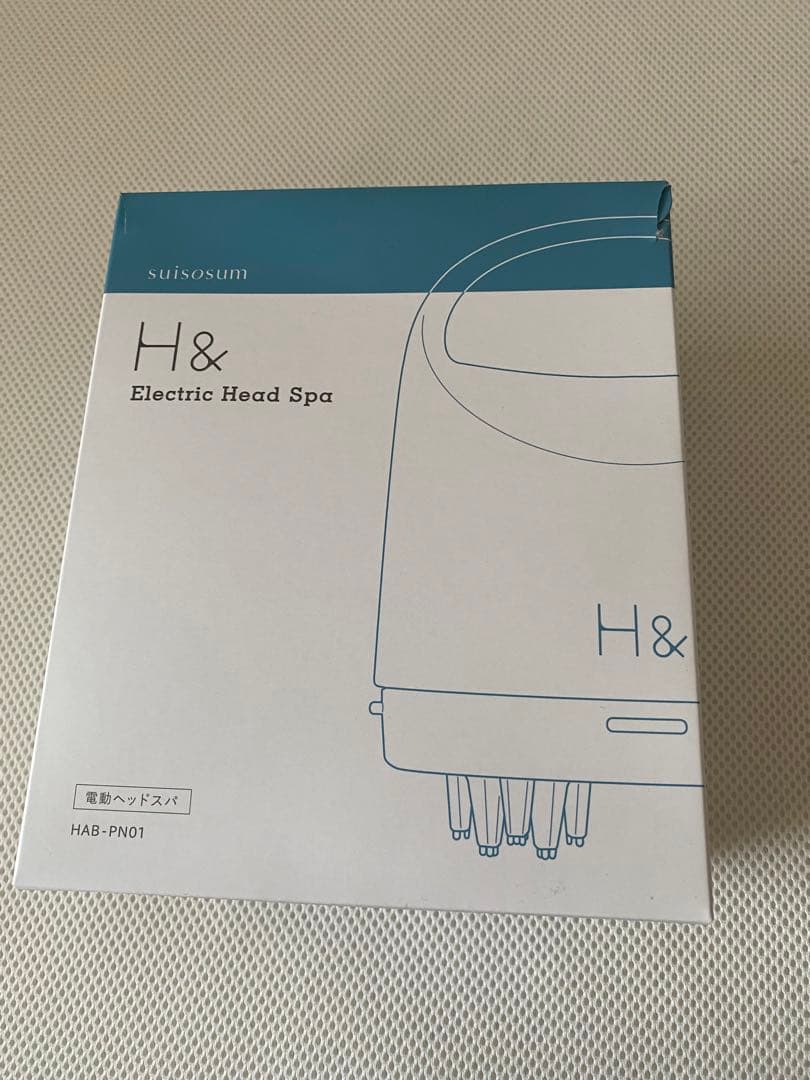 suisosum
H&
Electric Head Spa
H&
電動ヘッドスパ
HAB-PN01